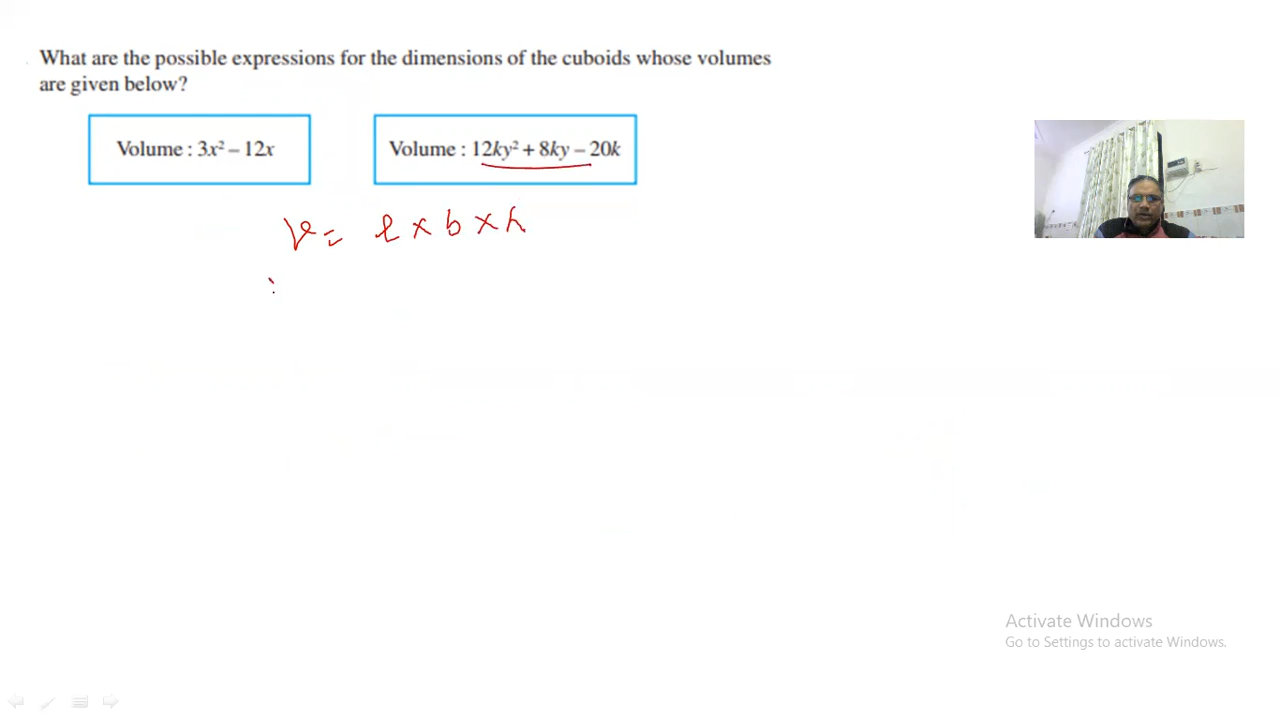 What are the possible expressions for the dimensions of the cuboids whose volumes
are given below?
Volume : 3x² – 12x
Volume : 12ky² + 8ky – 20k
V = l × b × h
Activate Windows
Go to Settings to activate Windows.